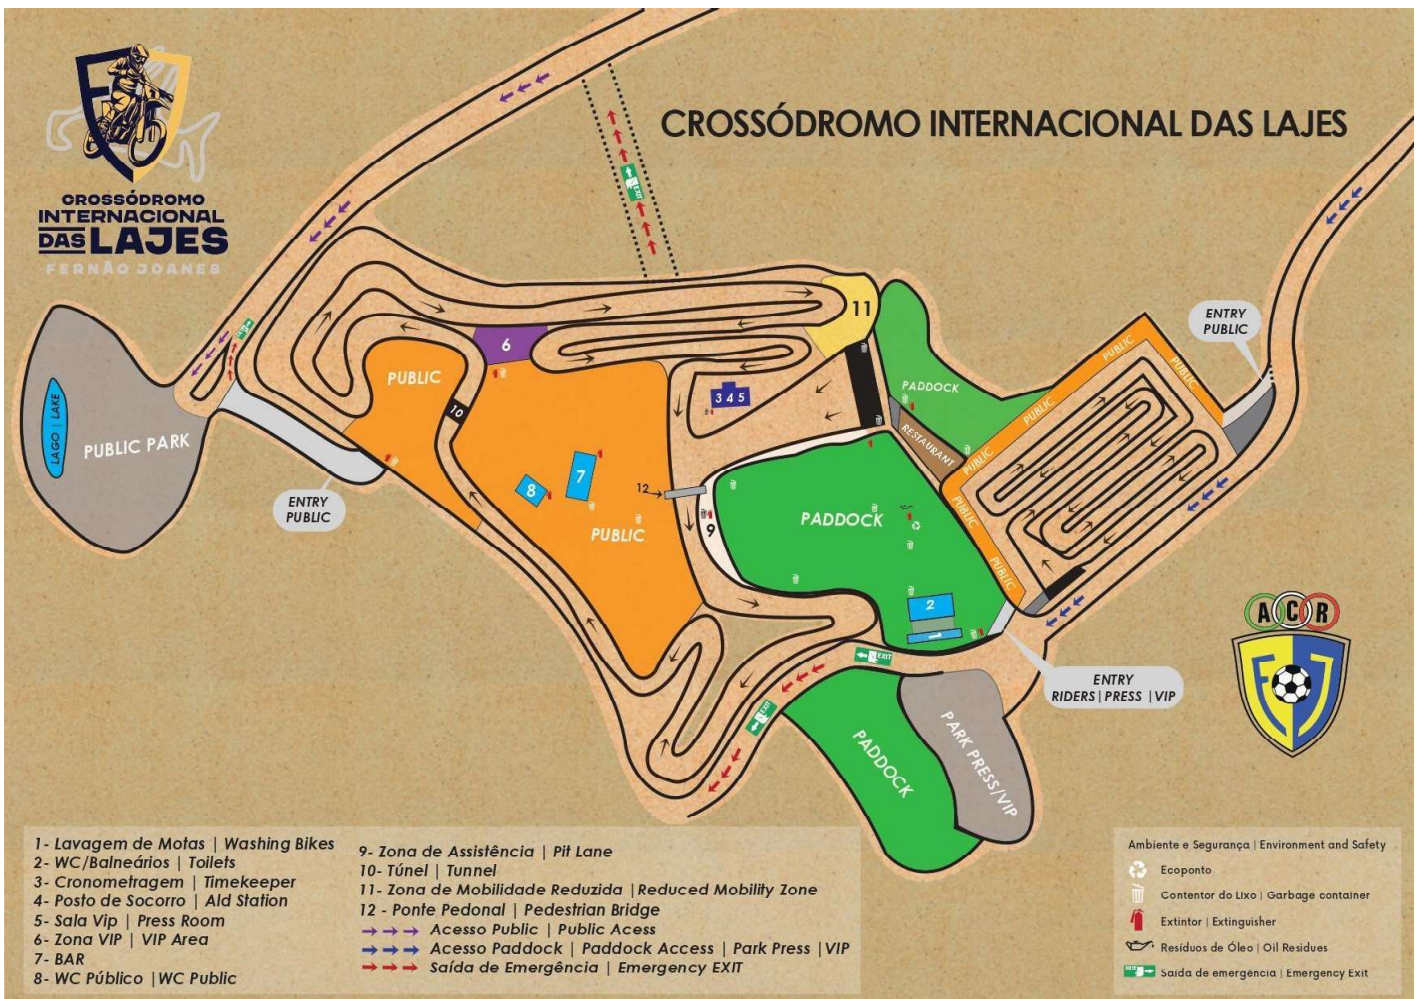 CROSSÓDROMO INTERNACIONAL DAS LAJES
CROSSÓDROMO
INTERNACIONAL
DAS LAJES
FERNÃO JOANES
EXIT
11
ENTRY
PUBLIC
6
PUBLIC
PUBLIC
PUBLIC
PADDOCK
PUBLIC
3 4 5
10
RESTAURANT
PUBLIC
LAGO | LAKE
PUBLIC PARK
7
8
12
ENTRY
PUBLIC
PUBLIC
PADDOCK
9
PUBLIC
PUBLIC
2
1
A C R
FJ
EXIT
ENTRY
RIDERS | PRESS | VIP
EXIT
PADDOCK
PARK PRESS/VIP
1- Lavagem de Motas | Washing Bikes
2- WC/Balneários | Toilets
3- Cronometragem | Timekeeper
4- Posto de Socorro | Ald Station
5- Sala Vip | Press Room
6- Zona VIP | VIP Area
7- BAR
8- WC Público | WC Public
9- Zona de Assistência | Pit Lane
10- Túnel | Tunnel
11- Zona de Mobilidade Reduzida | Reduced Mobility Zone
12 - Ponte Pedonal | Pedestrian Bridge
Acesso Public | Public Acess
Acesso Paddock | Paddock Access | Park Press | VIP
Saída de Emergência | Emergency EXIT
Ambiente e Segurança | Environment and Safety
Ecoponto
Contentor do Lixo | Garbage container
Extintor | Extinguisher
Resíduos de Óleo | Oil Residues
Saída de emergência | Emergency Exit